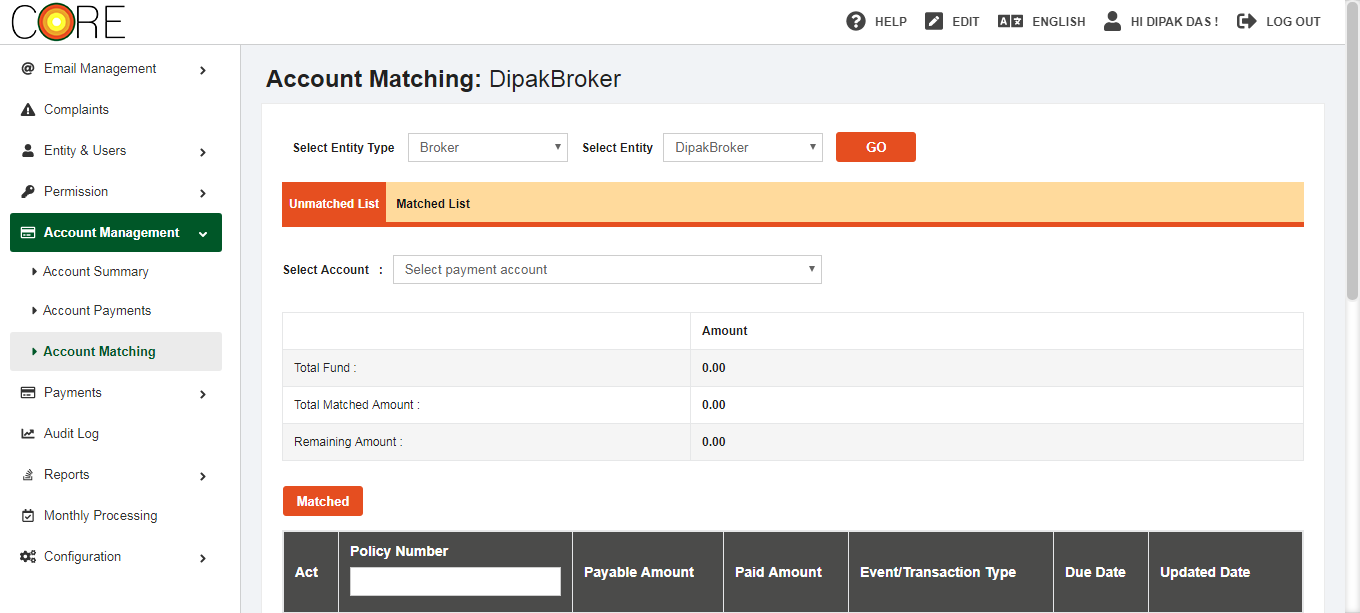 CORE
HELP
EDIT
ENGLISH
HI DIPAK DAS !
LOG OUT
Email Management
Complaints
Entity & Users
Permission
Account Management
Account Summary
Account Payments
Account Matching
Payments
Audit Log
Reports
Monthly Processing
Configuration
Account Matching: DipakBroker
Select Entity Type Broker Select Entity DipakBroker GO
Unmatched List Matched List
Select Account : Select payment account
Amount
Total Fund : 0.00
Total Matched Amount : 0.00
Remaining Amount : 0.00
Matched
Act Policy Number Payable Amount Paid Amount Event/Transaction Type Due Date Updated Date